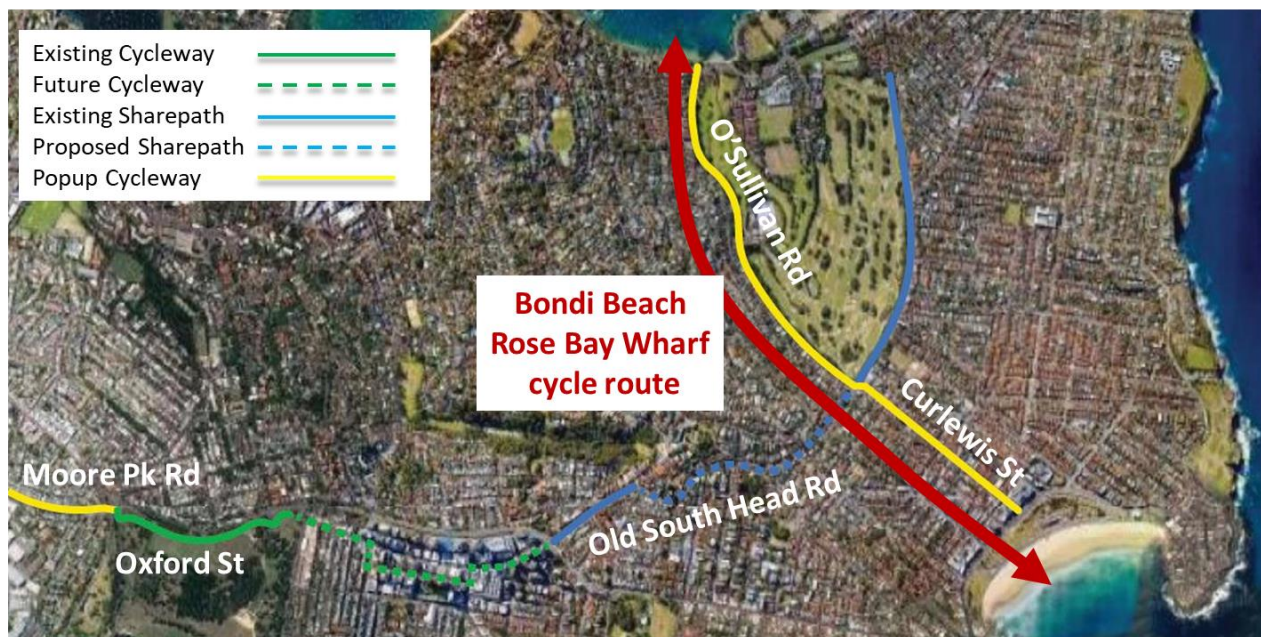 Existing Cycleway
Future Cycleway
Existing Sharepath
Proposed Sharepath
Popup Cycleway
O'Sullivan Rd
Bondi Beach
Rose Bay Wharf
cycle route
Curlewis St
Moore Pk Rd
Old South Head Rd
Oxford St